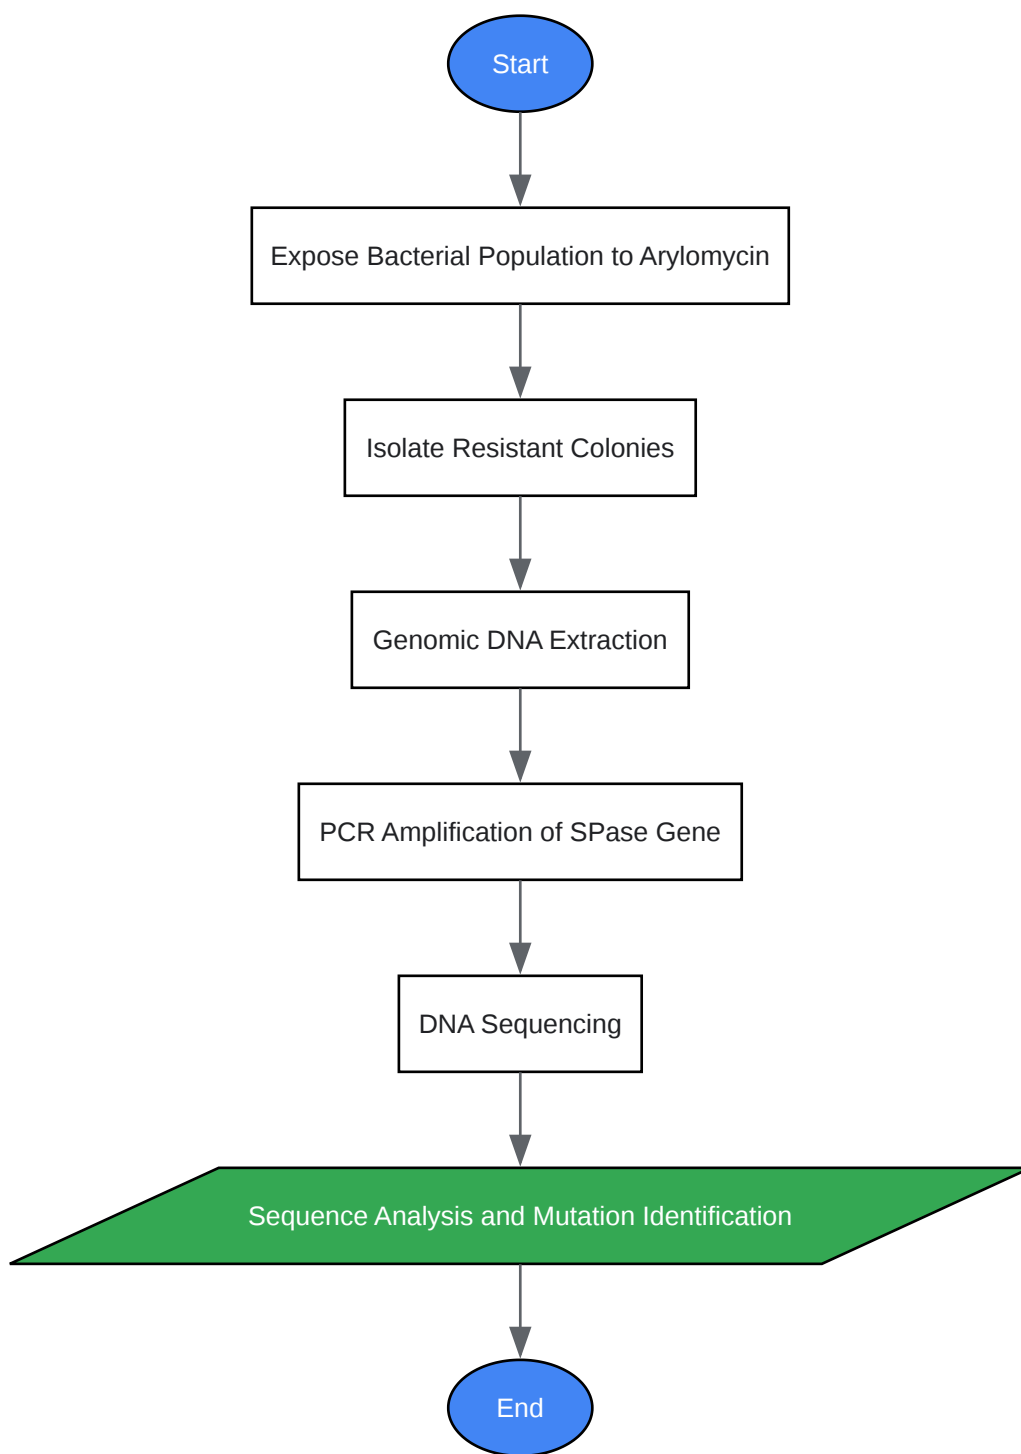 Start
Expose Bacterial Population to Arylomycin
Isolate Resistant Colonies
Genomic DNA Extraction
PCR Amplification of SPase Gene
DNA Sequencing
Sequence Analysis and Mutation Identification
End